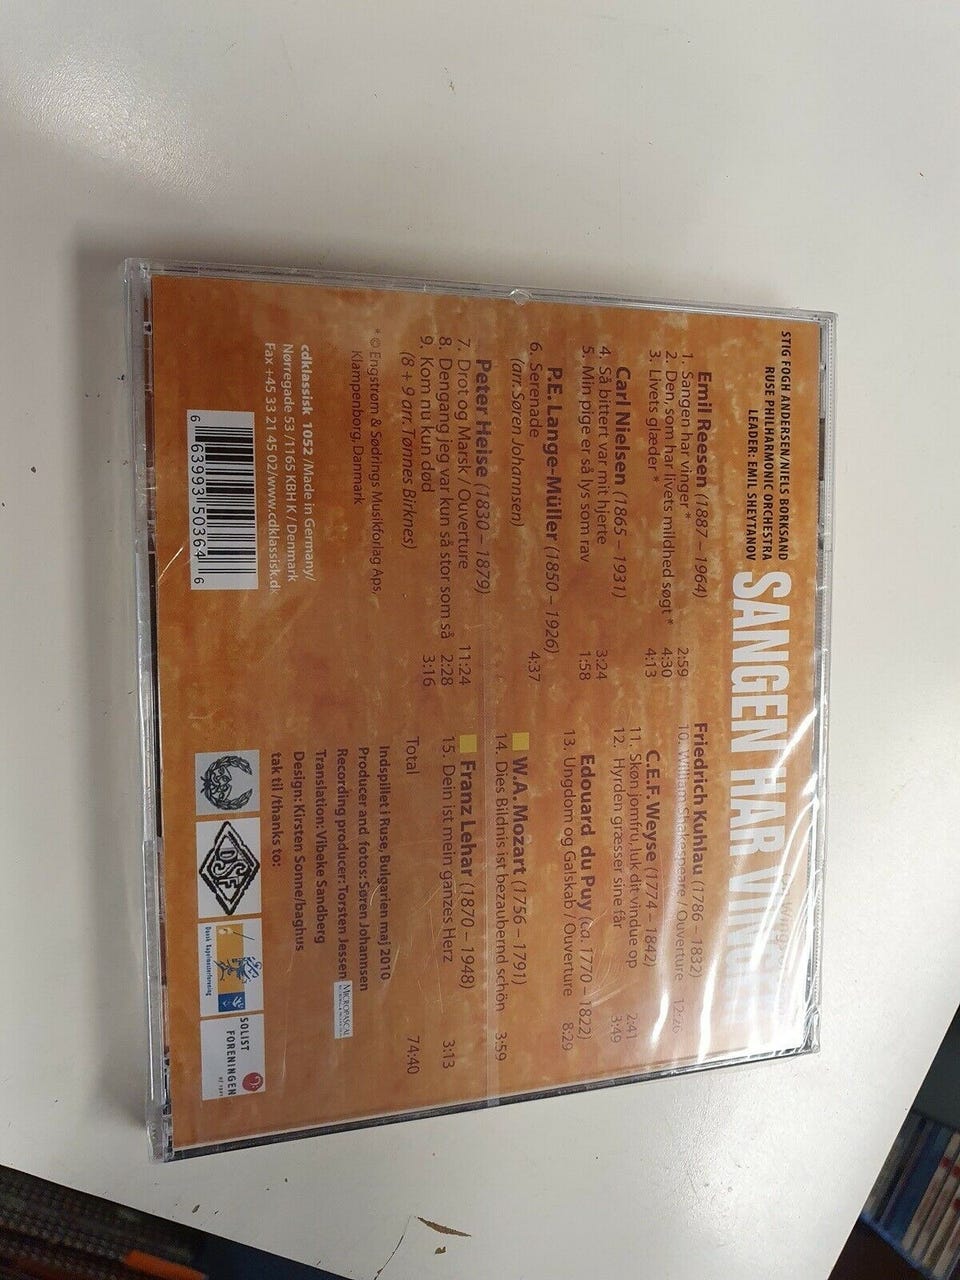 STIG FOGH ANDERSEN/NIELS BORKSAND
RUSE PHILHARMONIC ORCHESTRA
LEADER: EMIL SHEYTANOV
SANGEN HAR VINGER
Emil Reesen (1887 – 1964)
1. Sangen har vinger * 2:59
2. Den, som har livets mildhed søgt * 4:30
3. Livets glæder * 4:13
Carl Nielsen (1865 – 1931)
4. Så bittert var mit hjerte 3:24
5. Min pige er så lys som rav 1:58
P.E. Lange-Müller (1850 – 1926)
6. Serenade 4:37
(arr. Søren Johannsen)
Peter Heise (1830 – 1879)
7. Drot og Marsk / Ouverture 11:24
8. Dengang jeg var kun så stor som så 2:28
9. Kom nu kun død 3:16
(8 + 9 arr. Tønnes Birknes)
* © Engstrøm & Sødrings Musikforlag Aps,
Klampenborg, Danmark
cdklassisk 1052 /Made in Germany/
Nørregade 53 /1165 KBH K / Denmark
Fax +45 33 21 45 02/www.cdklassisk.dk
6 63993 50364 6
Friedrich Kuhlau (1786 – 1832)
10. William Shakespeare / Ouverture 12:26
C.E.F. Weyse (1774 – 1842)
11. Skøn jomfru, luk dit vindue op 2:41
12. Hyrden græsser sine får 3:49
Edouard du Puy (ca. 1770 – 1822)
13. Ungdom og Galskab / Ouverture 8:29
W.A. Mozart (1756 – 1791)
14. Dies Bildnis ist bezaubernd schön 3:59
Franz Lehar (1870 – 1948)
15. Dein ist mein ganzes Herz 3:13
Total 74:40
Indspillet i Ruse, Bulgarien maj 2010
Producer and fotos: Søren Johannsen
Recording producer: Torsten Jessen MICROPASCAL
Translation: Vibeke Sandberg
Design: Kirsten Sonne/baghus
tak til /thanks to:
DSF
Dansk Kapelmesterforening
SOLIST
FORENINGEN
AF 1921